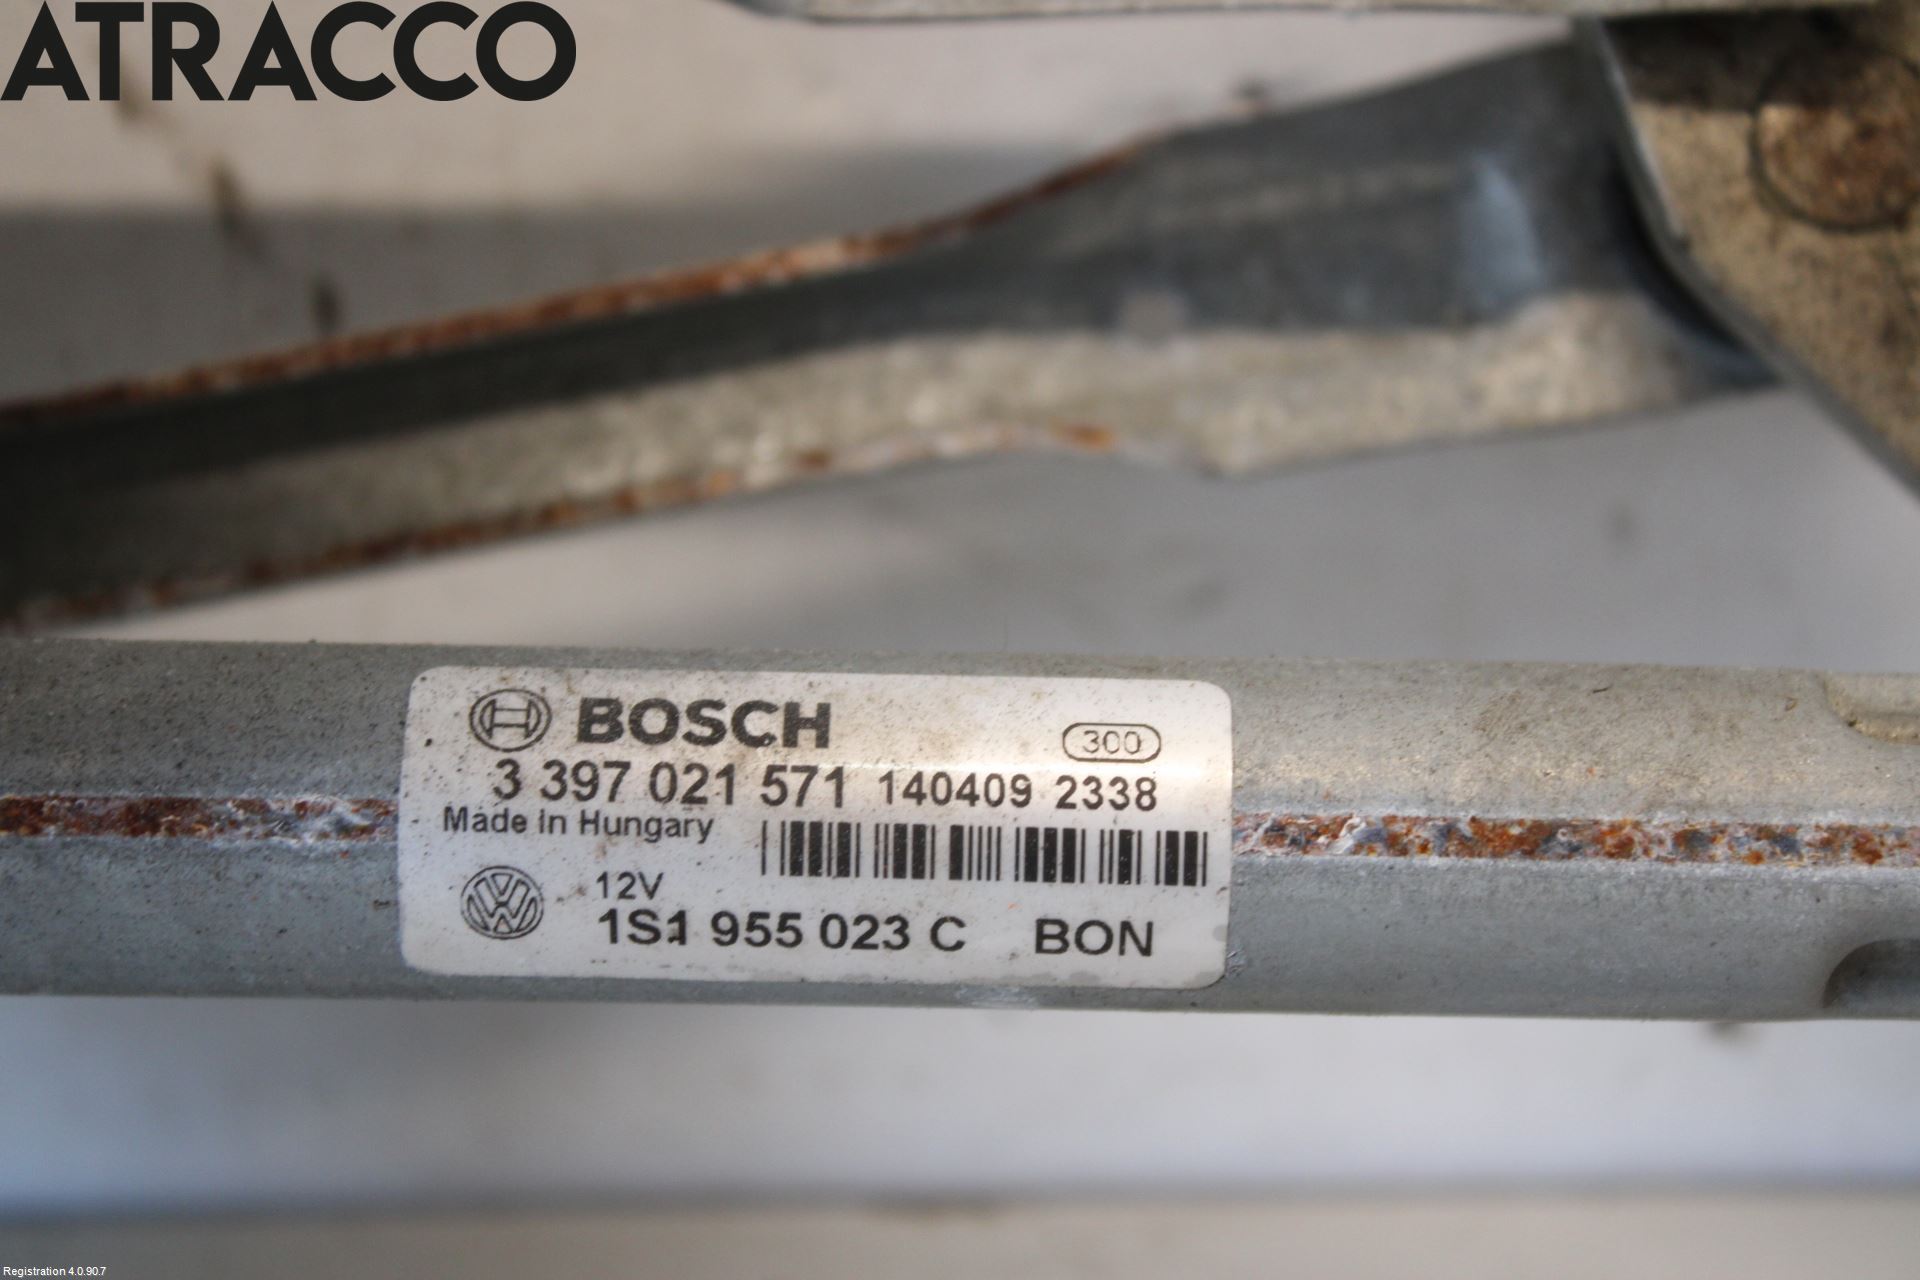 ATRACCO
BOSCH
300
3 397 021 571 140409 2338
Made in Hungary
12V
1S1 955 023 C BON
Registration 4.0.90.7